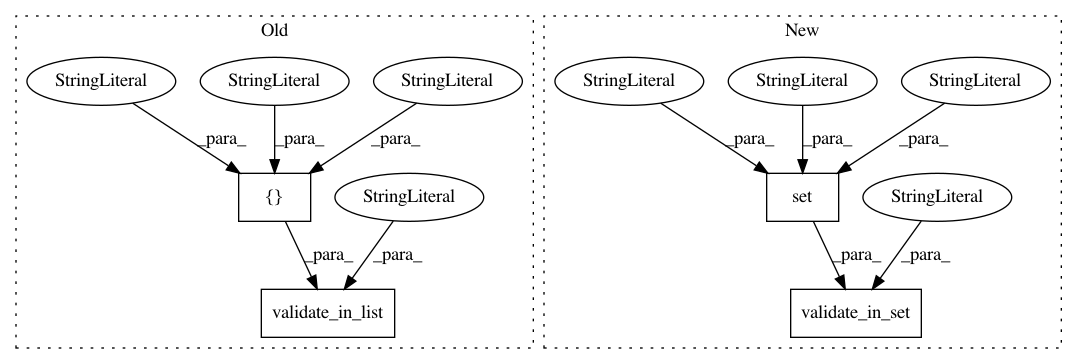 Old
New
StringLiteral StringLiteral StringLiteral
StringLiteral StringLiteral StringLiteral
_para_ _para_ _para_
_para_ _para_ _para_
{} StringLiteral
set StringLiteral
_para_ _para_
_para_ _para_
validate_in_list
validate_in_set